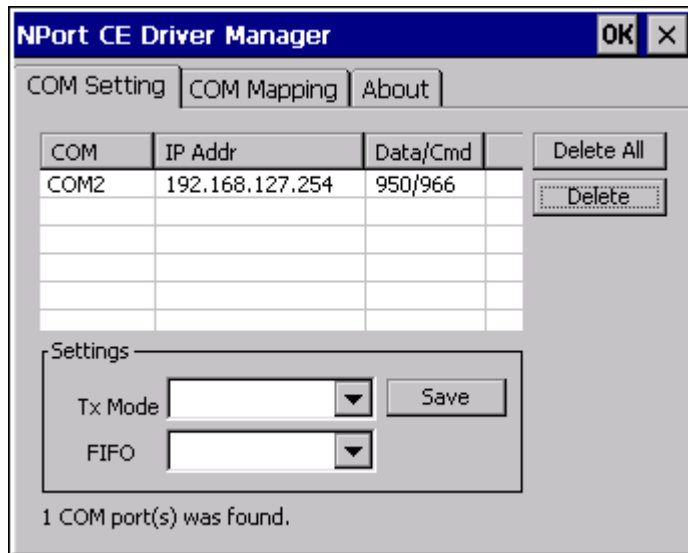 NPort CE Driver Manager OK ×
COM Setting COM Mapping About
COM IP Addr Data/Cmd Delete All
COM2 192.168.127.254 950/966 Delete
Settings
Tx Mode Save
FIFO
1 COM port(s) was found.